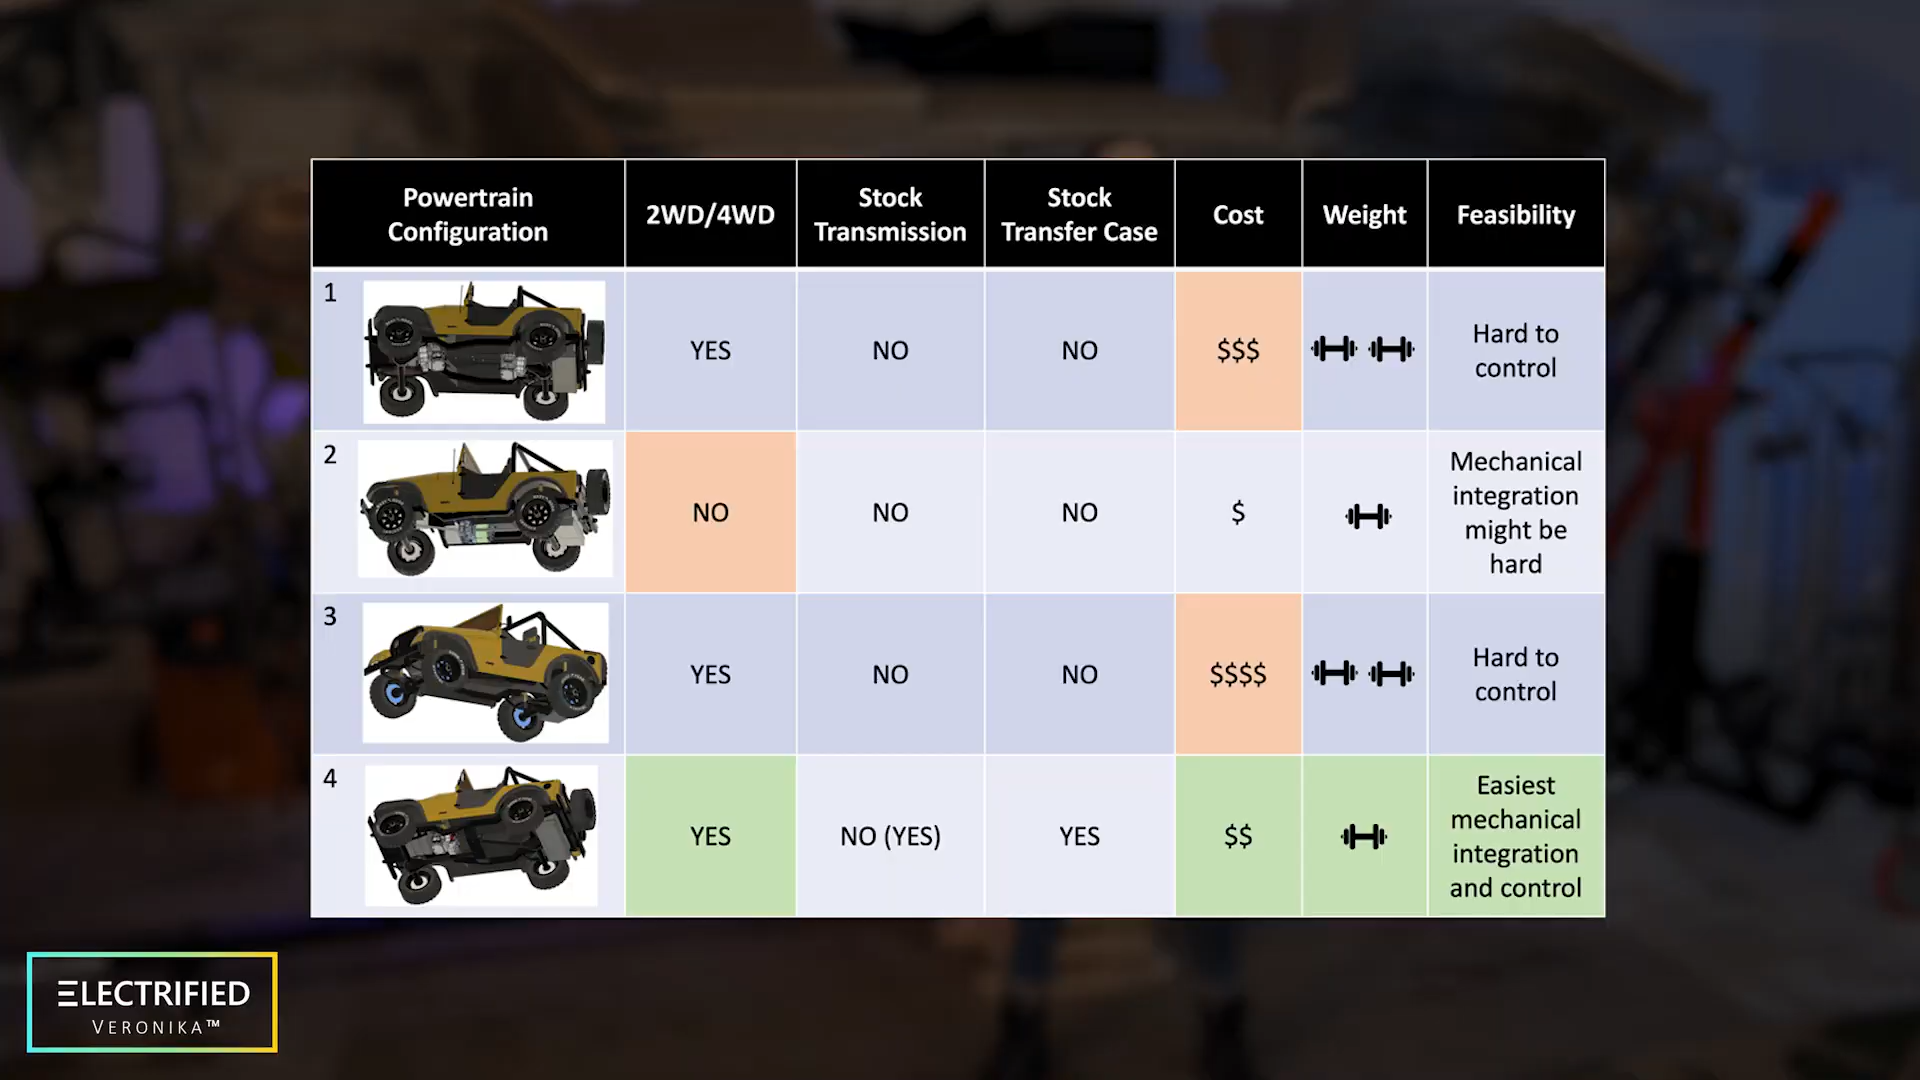 Powertrain
Configuration
2WD/4WD
Stock
Transmission
Stock
Transfer Case
Cost
Weight
Feasibility
1
YES
NO
NO
$$$
Hard to
control
2
NO
NO
NO
$
Mechanical
integration
might be
hard
3
YES
NO
NO
$$$$
Hard to
control
4
YES
NO (YES)
YES
$$
Easiest
mechanical
integration
and control
ELECTRIFIED
VERONIKA™